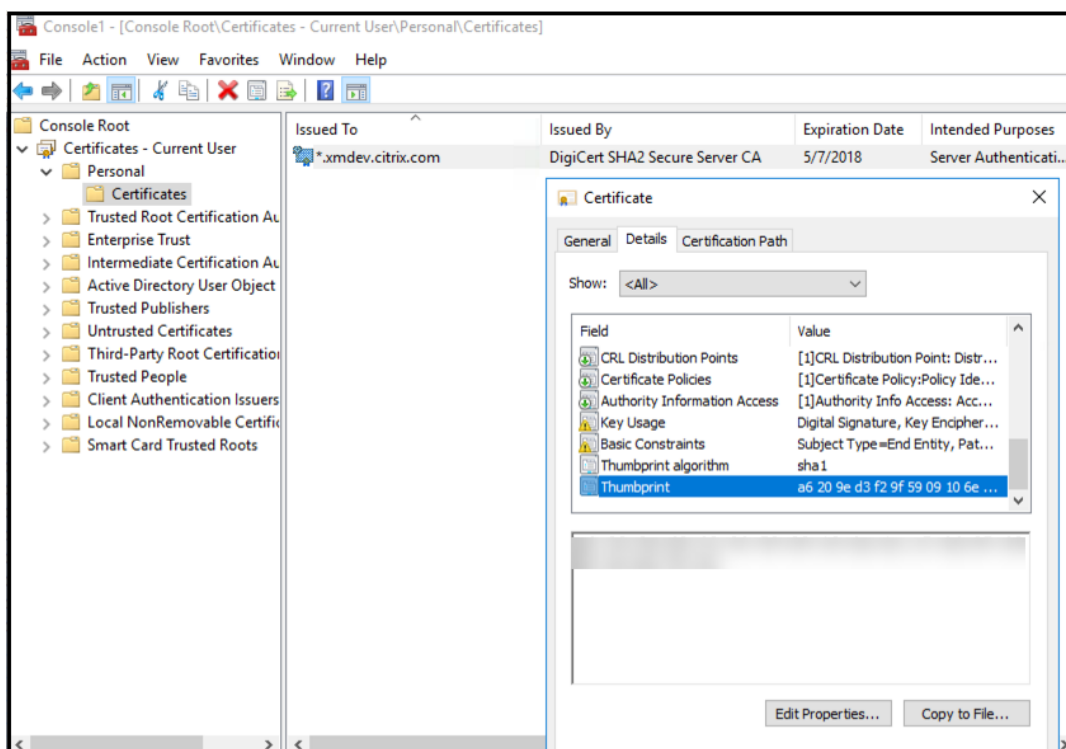 Console1 - [Console Root\Certificates - Current User\Personal\Certificates]
File Action View Favorites Window Help
Console Root
Certificates - Current User
Personal
Certificates
Trusted Root Certification Au
Enterprise Trust
Intermediate Certification Au
Active Directory User Object
Trusted Publishers
Untrusted Certificates
Third-Party Root Certification
Trusted People
Client Authentication Issuers
Local NonRemovable Certific
Smart Card Trusted Roots
Issued To Issued By Expiration Date Intended Purposes
*.xmdev.citrix.com DigiCert SHA2 Secure Server CA 5/7/2018 Server Authenticati...
Certificate
General Details Certification Path
Show: <All>
Field Value
CRL Distribution Points [1]CRL Distribution Point: Distr...
Certificate Policies [1]Certificate Policy:Policy Ide...
Authority Information Access [1]Authority Info Access: Acc...
Key Usage Digital Signature, Key Encipher...
Basic Constraints Subject Type=End Entity, Pat...
Thumbprint algorithm sha1
Thumbprint a6 20 9e d3 f2 9f 59 09 10 6e ...
Edit Properties... Copy to File...